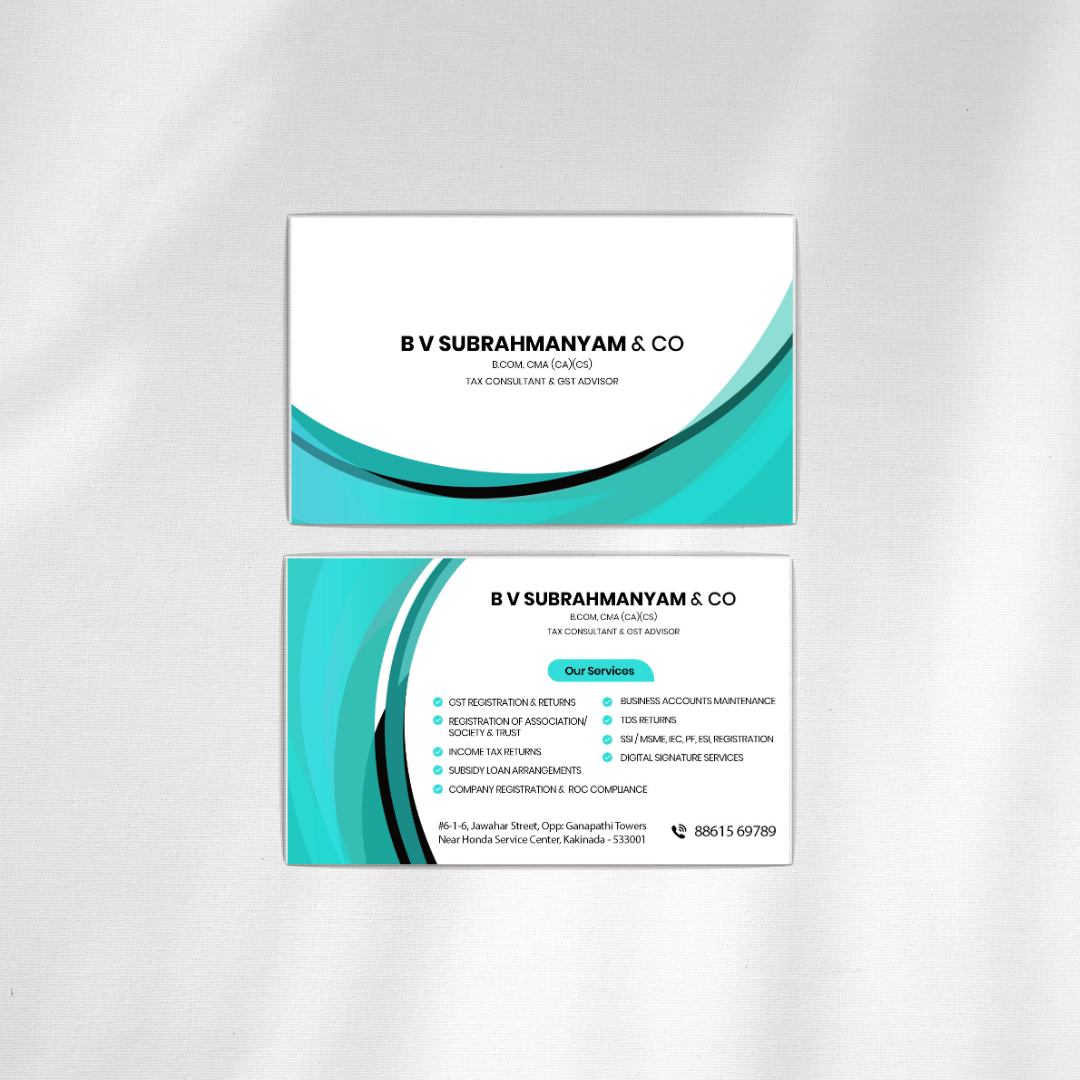 B V SUBRAHMANYAM & CO
B.COM, CMA (CA)(CS)
TAX CONSULTANT & GST ADVISOR
B V SUBRAHMANYAM & CO
B.COM, CMA (CA)(CS)
TAX CONSULTANT & GST ADVISOR
Our Services
GST REGISTRATION & RETURNS
REGISTRATION OF ASSOCIATION/
SOCIETY & TRUST
INCOME TAX RETURNS
SUBSIDY LOAN ARRANGEMENTS
COMPANY REGISTRATION & ROC COMPLIANCE
BUSINESS ACCOUNTS MAINTENANCE
TDS RETURNS
SSI / MSME, IEC, PF, ESI, REGISTRATION
DIGITAL SIGNATURE SERVICES
#6-1-6, Jawahar Street, Opp: Ganapathi Towers
Near Honda Service Center, Kakinada - 533001
88615 69789